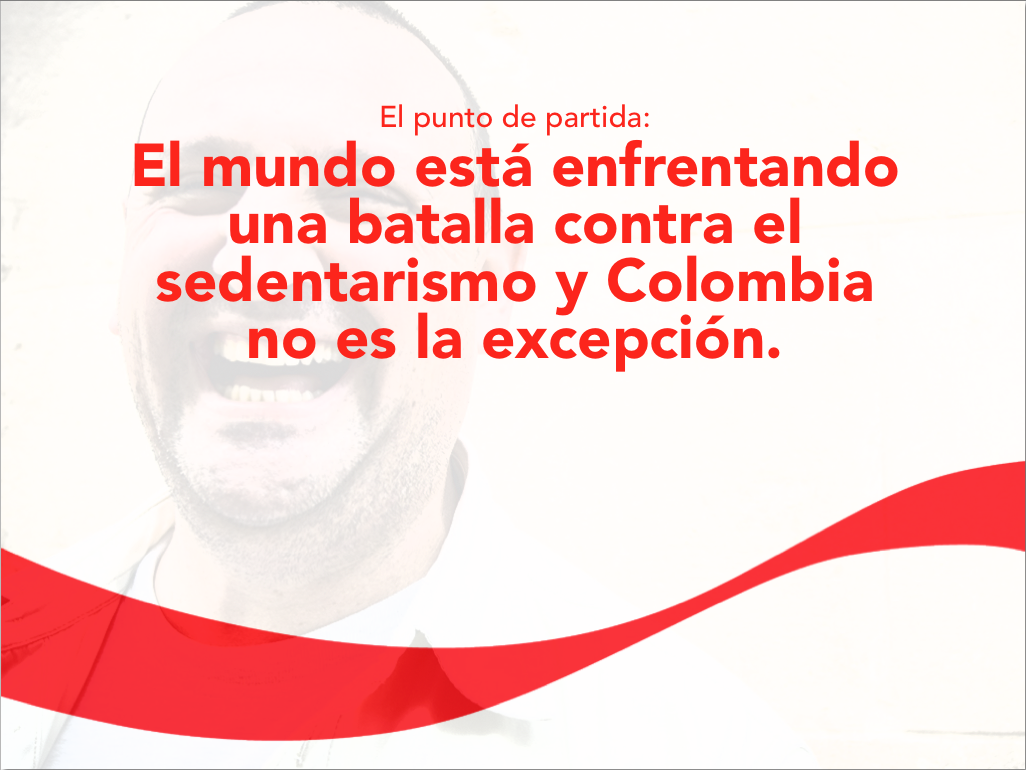 El punto de partida:
El mundo está enfrentando
una batalla contra el
sedentarismo y Colombia
no es la excepción.